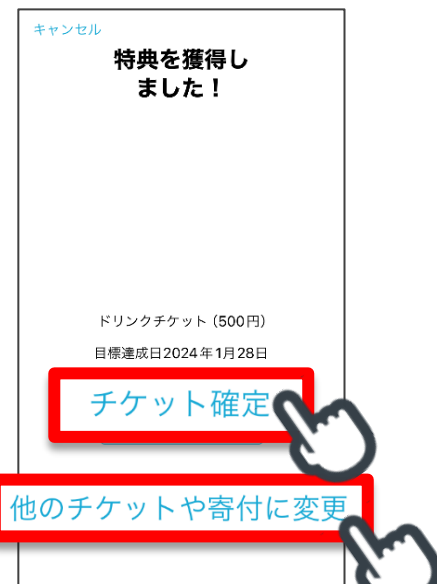 キャンセル
特典を獲得し
ました！
ドリンクチケット（500円）
目標達成日2024年1月28日
チケット確定
他のチケットや寄付に変更